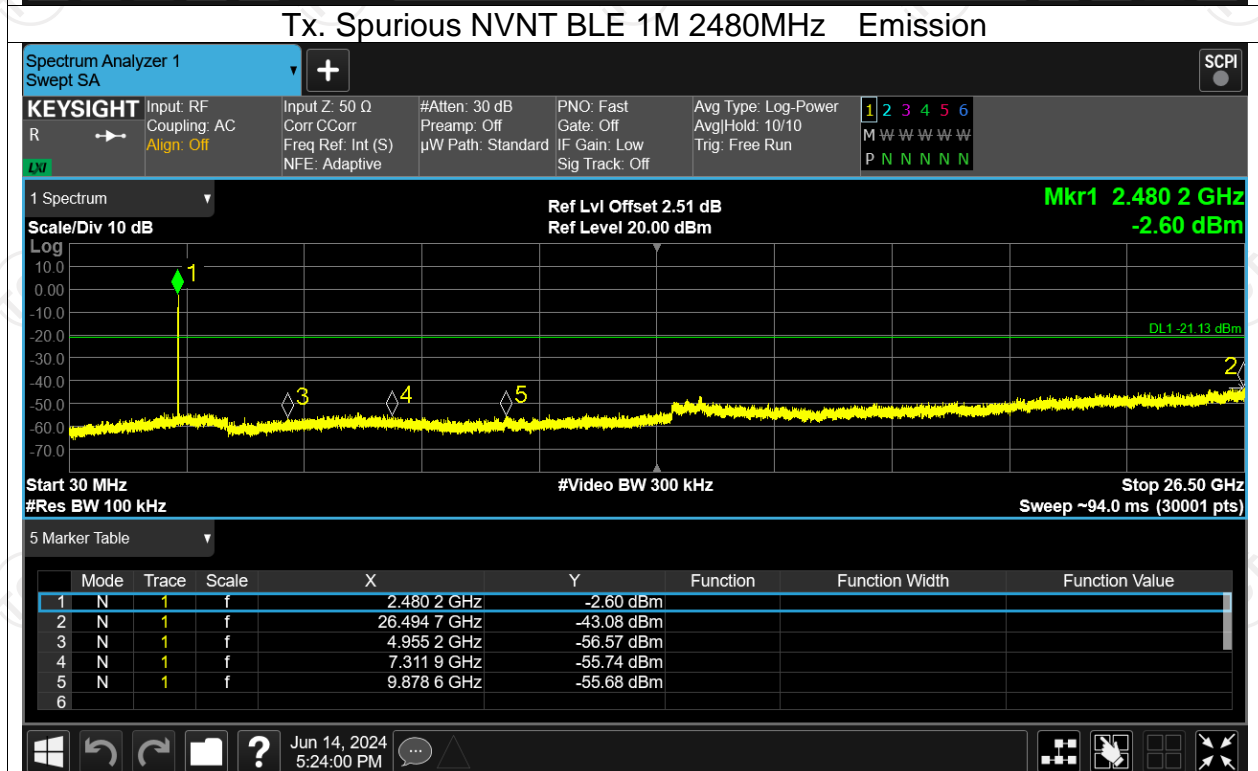 Tx. Spurious NVNT BLE 1M 2480MHz Emission
Spectrum Analyzer 1
Swept SA
+
SCPI
KEYSIGHT
R
LXI
Input: RF
Coupling: AC
Align: Off
Input Z: 50 Ω
Corr CCorr
Freq Ref: Int (S)
NFE: Adaptive
#Atten: 30 dB
Preamp: Off
µW Path: Standard
PNO: Fast
Gate: Off
IF Gain: Low
Sig Track: Off
Avg Type: Log-Power
Avg|Hold: 10/10
Trig: Free Run
1 2 3 4 5 6
M W W W W W
P N N N N N
1 Spectrum
Scale/Div 10 dB
Ref Lvl Offset 2.51 dB
Ref Level 20.00 dBm
Mkr1 2.480 2 GHz
-2.60 dBm
Log
10.0
0.00
-10.0
-20.0
-30.0
-40.0
-50.0
-60.0
-70.0
1
DL1 -21.13 dBm
2
3
4
5
Start 30 MHz
#Res BW 100 kHz
#Video BW 300 kHz
Stop 26.50 GHz
Sweep ~94.0 ms (30001 pts)
5 Marker Table
Mode Trace Scale X Y Function Function Width Function Value
1 N 1 f 2.480 2 GHz -2.60 dBm
2 N 1 f 26.494 7 GHz -43.08 dBm
3 N 1 f 4.955 2 GHz -56.57 dBm
4 N 1 f 7.311 9 GHz -55.74 dBm
5 N 1 f 9.878 6 GHz -55.68 dBm
6
?
Jun 14, 2024
5:24:00 PM